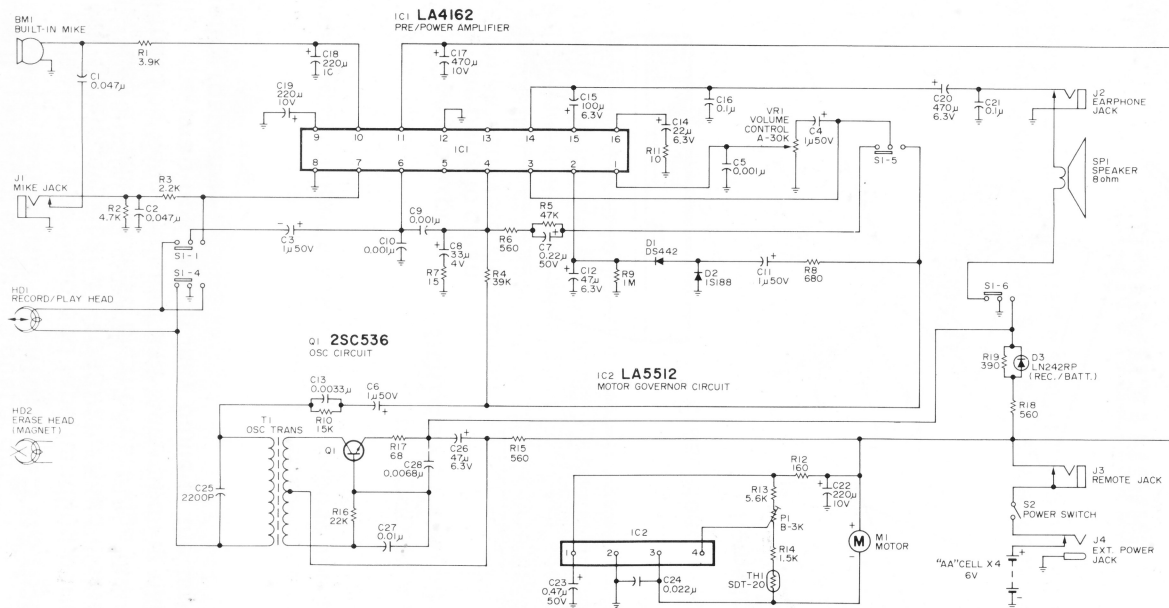 BM1
BUILT-IN MIKE
IC1 LA4162
PRE/POWER AMPLIFIER
R1
3.9K
C1
0.047µ
C18
220µ
C17
470µ
10V
C19
220µ
10V
C15
100µ
6.3V
C16
0.1µ
C20
470µ
6.3V
C21
0.1µ
J2
EARPHONE
JACK
VR1
VOLUME
CONTROL
A-30K
C4
1µ50V
C14
22µ
6.3V
R11
10
C5
0.001µ
S1-5
SP1
SPEAKER
8ohm
9 10 11 12 13 14 15 16
IC1
8 7 6 5 4 3 2 1
J1
MIKE JACK
R3
2.2K
R2
4.7K
C2
0.047µ
S1-1
S1-4
C3
1µ50V
C10
0.001µ
C9
0.001µ
C8
33µ
4V
R7
15
R4
39K
R6
560
R5
47K
C7
0.22µ
50V
C12
47µ
6.3V
R9
1M
D1
DS442
D2
1S188
C11
1µ50V
R8
680
S1-6
HD1
RECORD/PLAY HEAD
Q1 2SC536
OSC CIRCUIT
IC2 LA5512
MOTOR GOVERNOR CIRCUIT
R19
390
D3
LN242RP
(REC./BATT.)
R18
560
C13
0.0033µ
R10
15K
C6
1µ50V
HD2
ERASE HEAD
(MAGNET)
T1
OSC TRANS
Q1
R17
68
C26
47µ
6.3V
R15
560
C28
0.0068µ
C25
2200P
R16
22K
C27
0.01µ
R12
160
R13
5.6K
C22
220µ
10V
P1
B-3K
R14
1.5K
TH1
SDT-20
+
M
-
M1
MOTOR
IC2
1 2 3 4
C23
0.47µ
50V
C24
0.022µ
J3
REMOTE JACK
S2
POWER SWITCH
J4
EXT. POWER
JACK
"AA"CELL X 4
6V